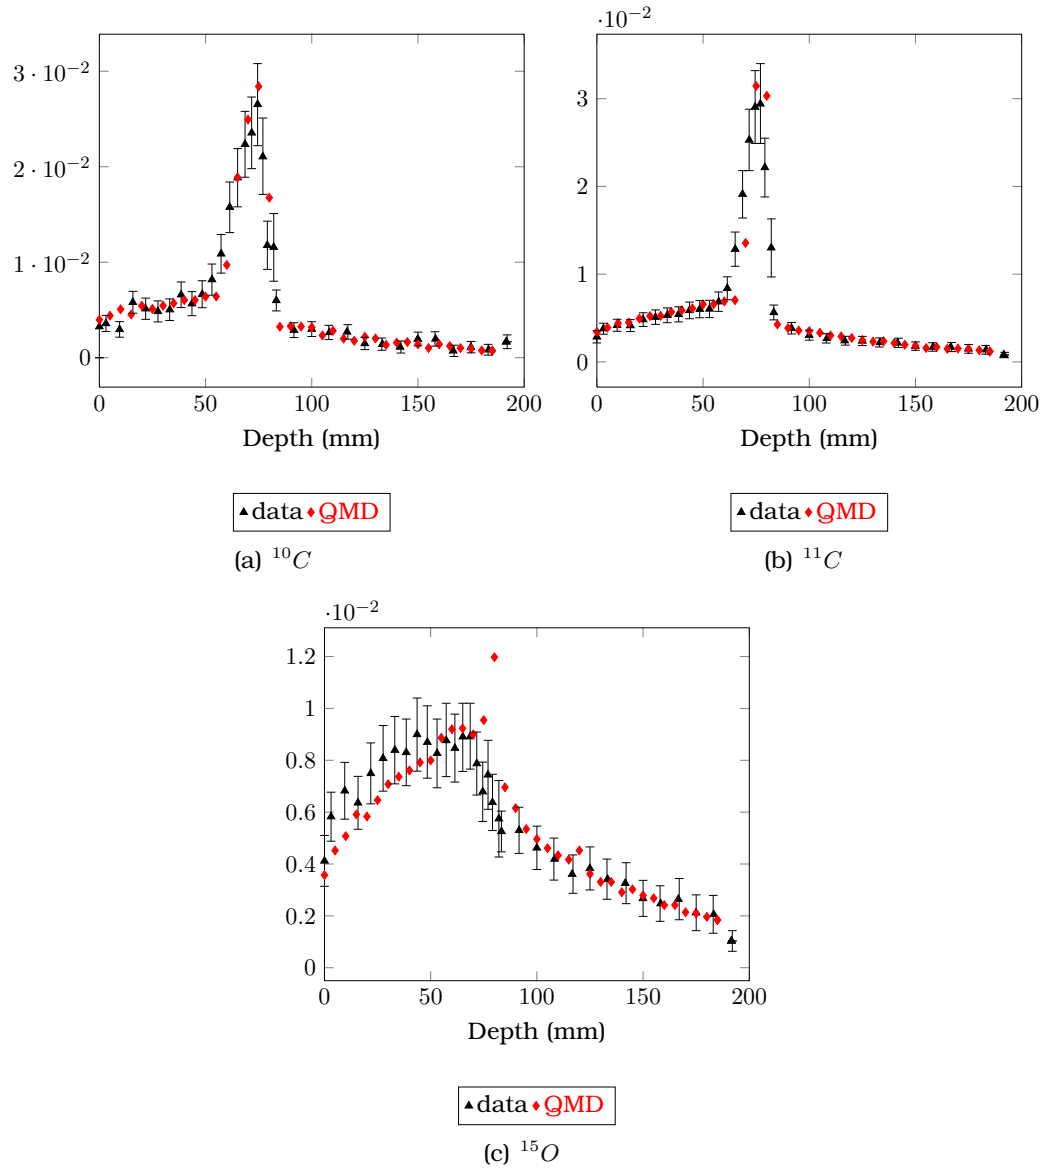 ·10⁻²
3 · 10⁻²
2 · 10⁻²
1 · 10⁻²
0
0 50 100 150 200
Depth (mm)
data QMD
(a) ¹⁰C
3
2
1
0
0 50 100 150 200
Depth (mm)
data QMD
(b) ¹¹C
·10⁻²
1.2
1
0.8
0.6
0.4
0.2
0
0 50 100 150 200
Depth (mm)
data QMD
(c) ¹⁵O